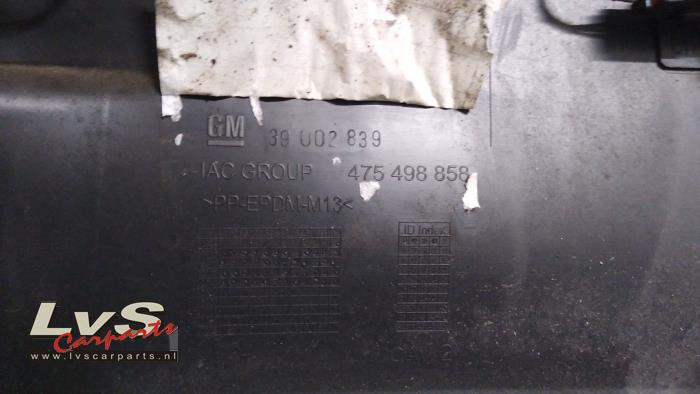 GM 39 002 839
IAC GROUP 475 498 858
>PP-EPDM-M13<
ID Index
LvS
Carparts
www.lvscarparts.nl